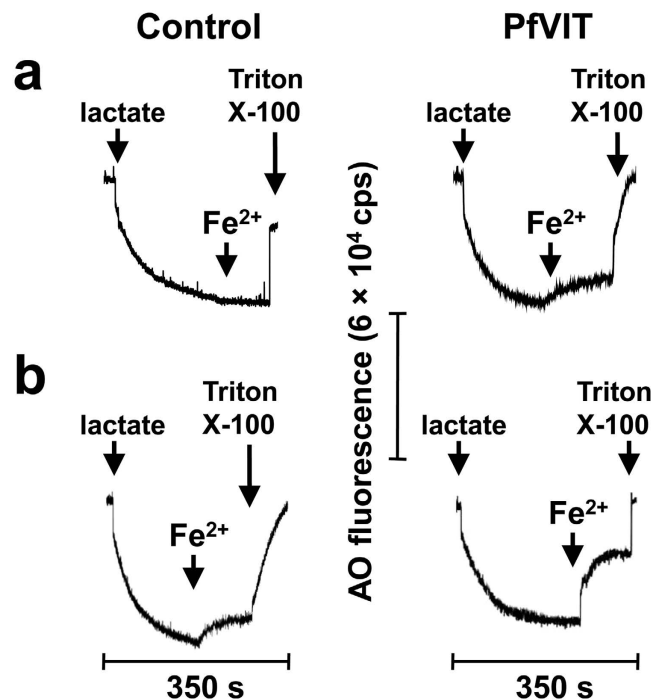 Control
PfVIT
a
lactate
Triton
X-100
Fe²⁺
lactate
Triton
X-100
Fe²⁺
AO fluorescence (6 × 10⁴ cps)
b
lactate
Triton
X-100
Fe²⁺
lactate
Triton
X-100
Fe²⁺
350 s
350 s